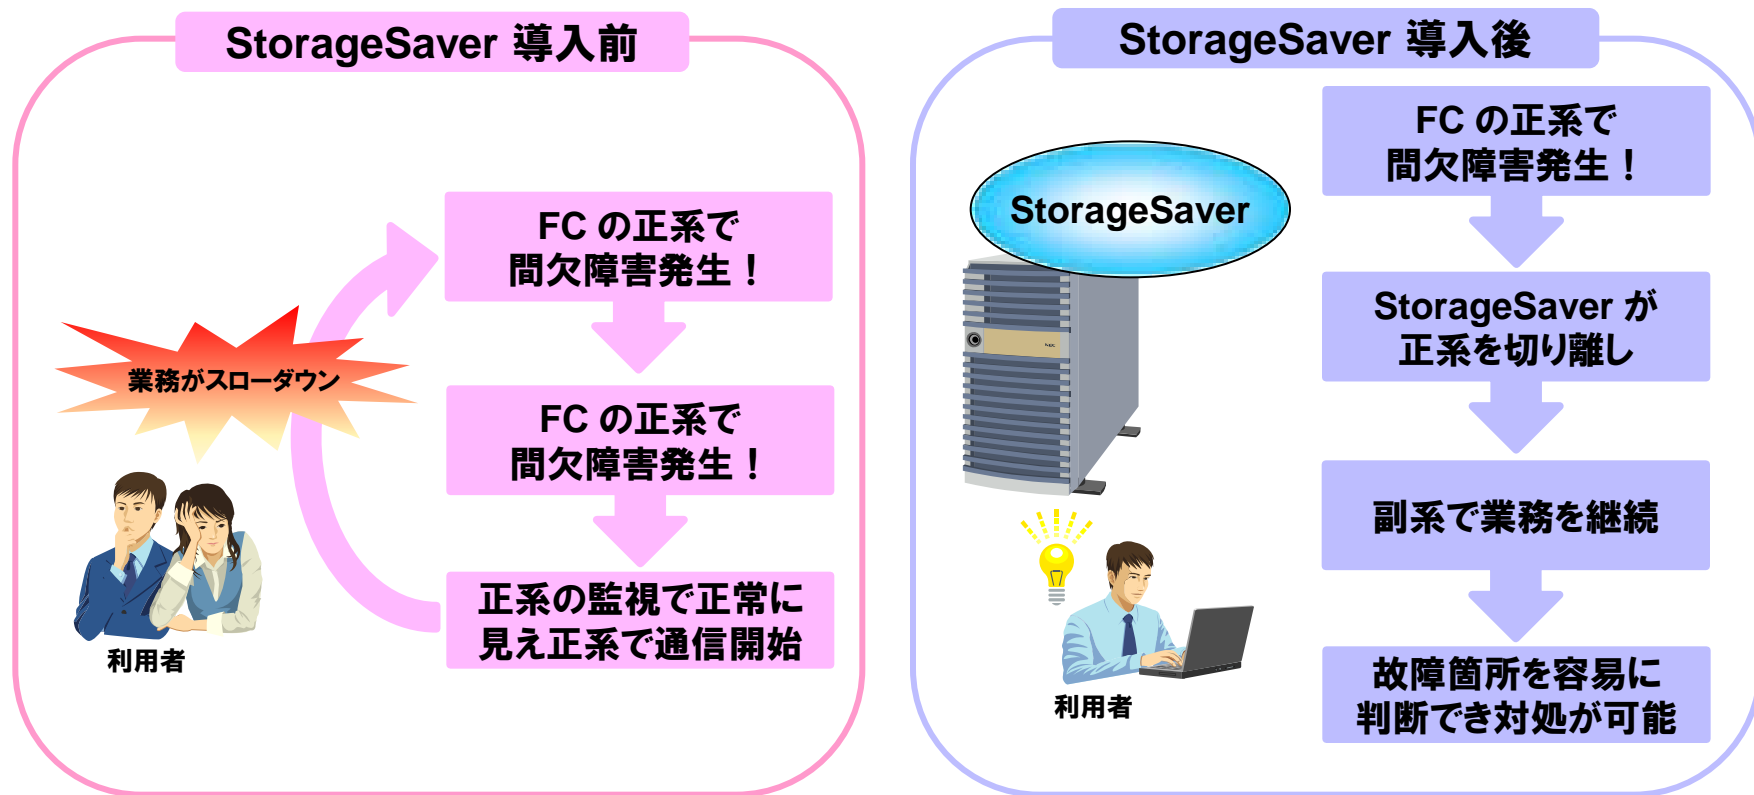 StorageSaver 導入前
FC の正系で
間欠障害発生！
業務がスローダウン
FC の正系で
間欠障害発生！
正系の監視で正常に
見え正系で通信開始
利用者
StorageSaver 導入後
StorageSaver
NEC
FC の正系で
間欠障害発生！
StorageSaver が
正系を切り離し
副系で業務を継続
故障箇所を容易に
判断でき対処が可能
利用者